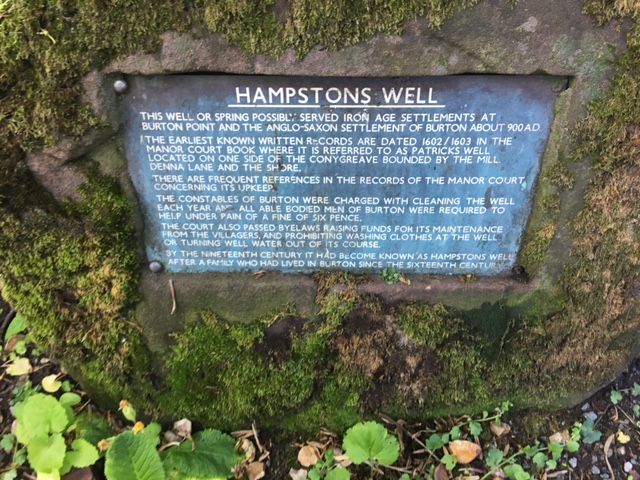 HAMPSTONS WELL
THIS WELL OR SPRING POSSIBLY SERVED IRON AGE SETTLEMENTS AT
BURTON POINT AND THE ANGLO-SAXON SETTLEMENT OF BURTON ABOUT 900 A.D.
THE EARLIEST KNOWN WRITTEN RECORDS ARE DATED 1602/1603 IN THE
MANOR COURT BOOK WHERE IT IS REFERRED TO AS PATRICKS WELL
LOCATED ON ONE SIDE OF THE CONYGREAVE BOUNDED BY THE MILL.
DENNA LANE AND THE SHORE.
THERE ARE FREQUENT REFERENCES IN THE RECORDS OF THE MANOR COURT
CONCERNING ITS UPKEEP.
THE CONSTABLES OF BURTON WERE CHARGED WITH CLEANING THE WELL
EACH YEAR AND ALL ABLE BODIED MEN OF BURTON WERE REQUIRED TO
HELP UNDER PAIN OF A FINE OF SIX PENCE.
THE COURT ALSO PASSED BYELAWS RAISING FUNDS FOR ITS MAINTENANCE
FROM THE VILLAGERS, AND PROHIBITING WASHING CLOTHES AT THE WELL
OR TURNING WELL WATER OUT OF ITS COURSE.
BY THE NINETEENTH CENTURY IT HAD BECOME KNOWN AS HAMPSTONS WELL
AFTER A FAMILY WHO HAD LIVED IN BURTON SINCE THE SIXTEENTH CENTURY